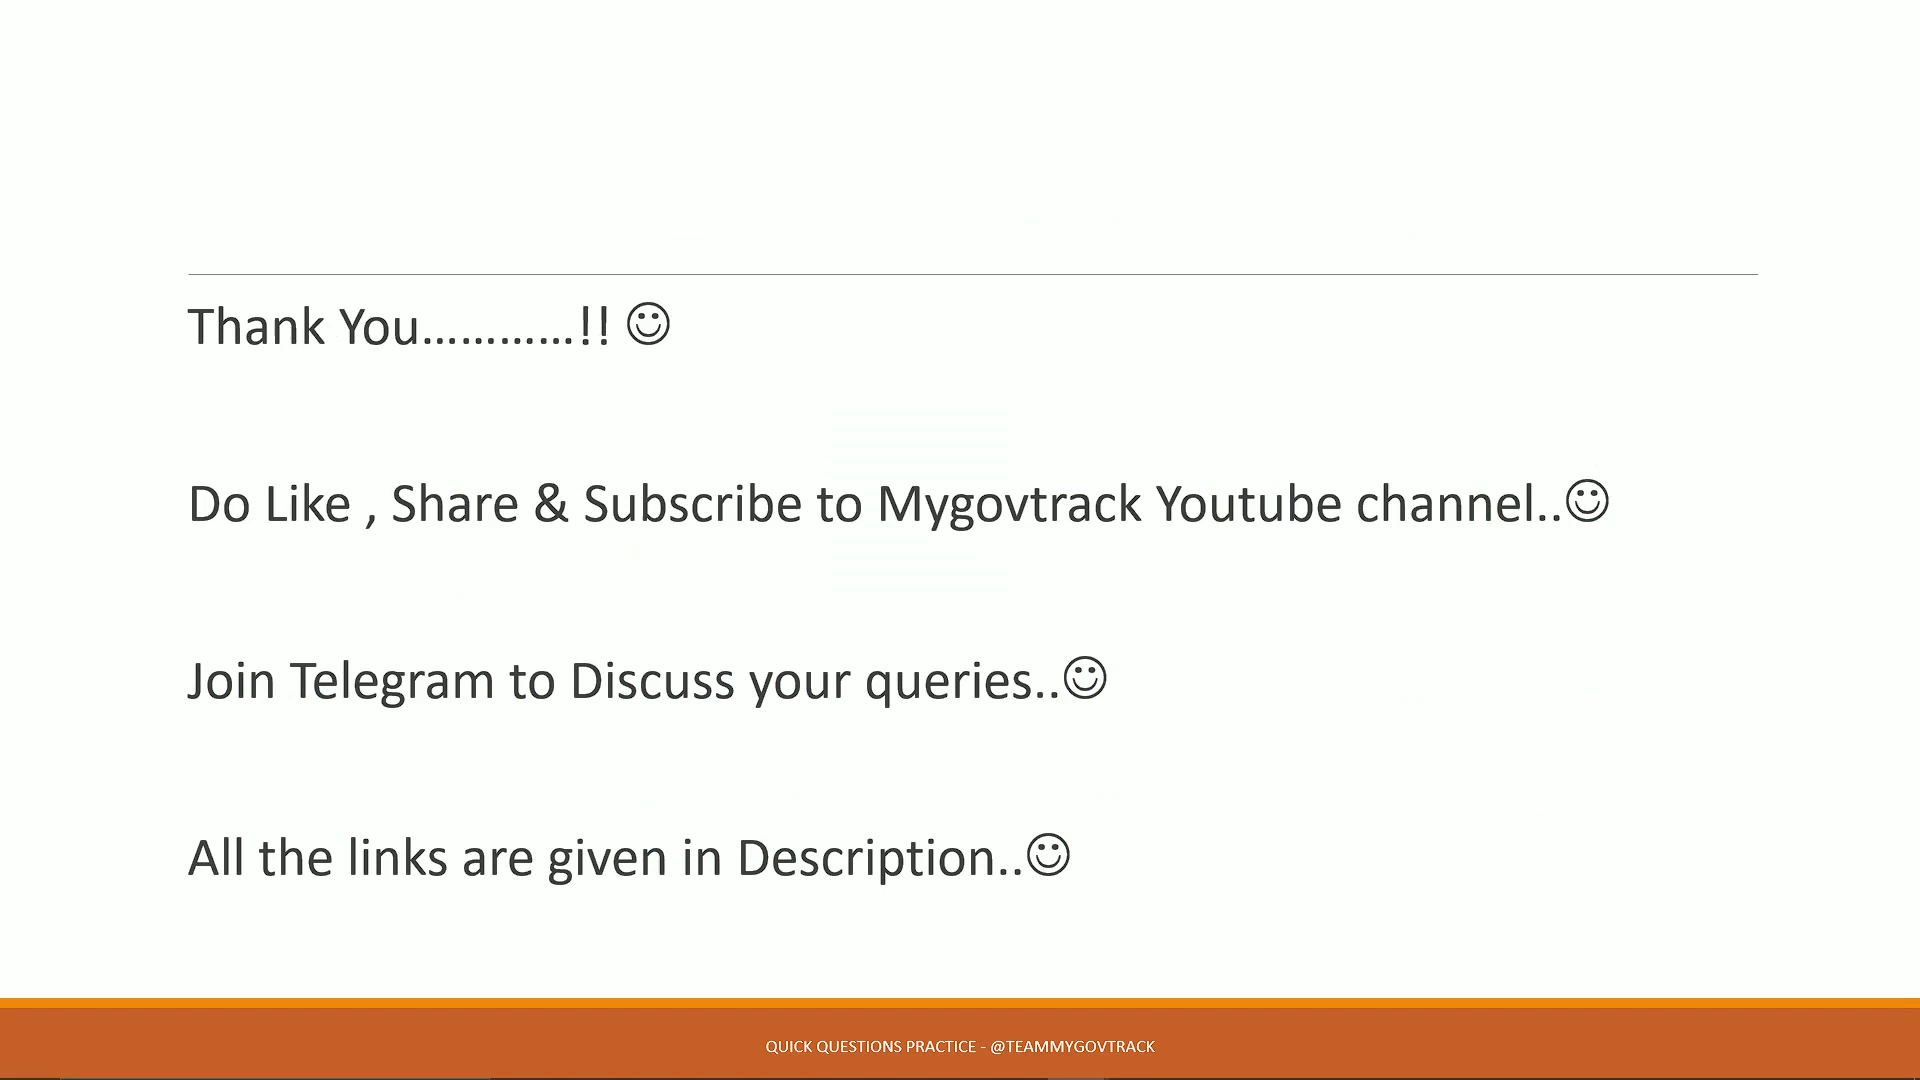 Thank You…………!! ☺
Do Like , Share & Subscribe to Mygovtrack Youtube channel..☺
Join Telegram to Discuss your queries..☺
All the links are given in Description..☺
QUICK QUESTIONS PRACTICE - @TEAMMYGOVTRACK